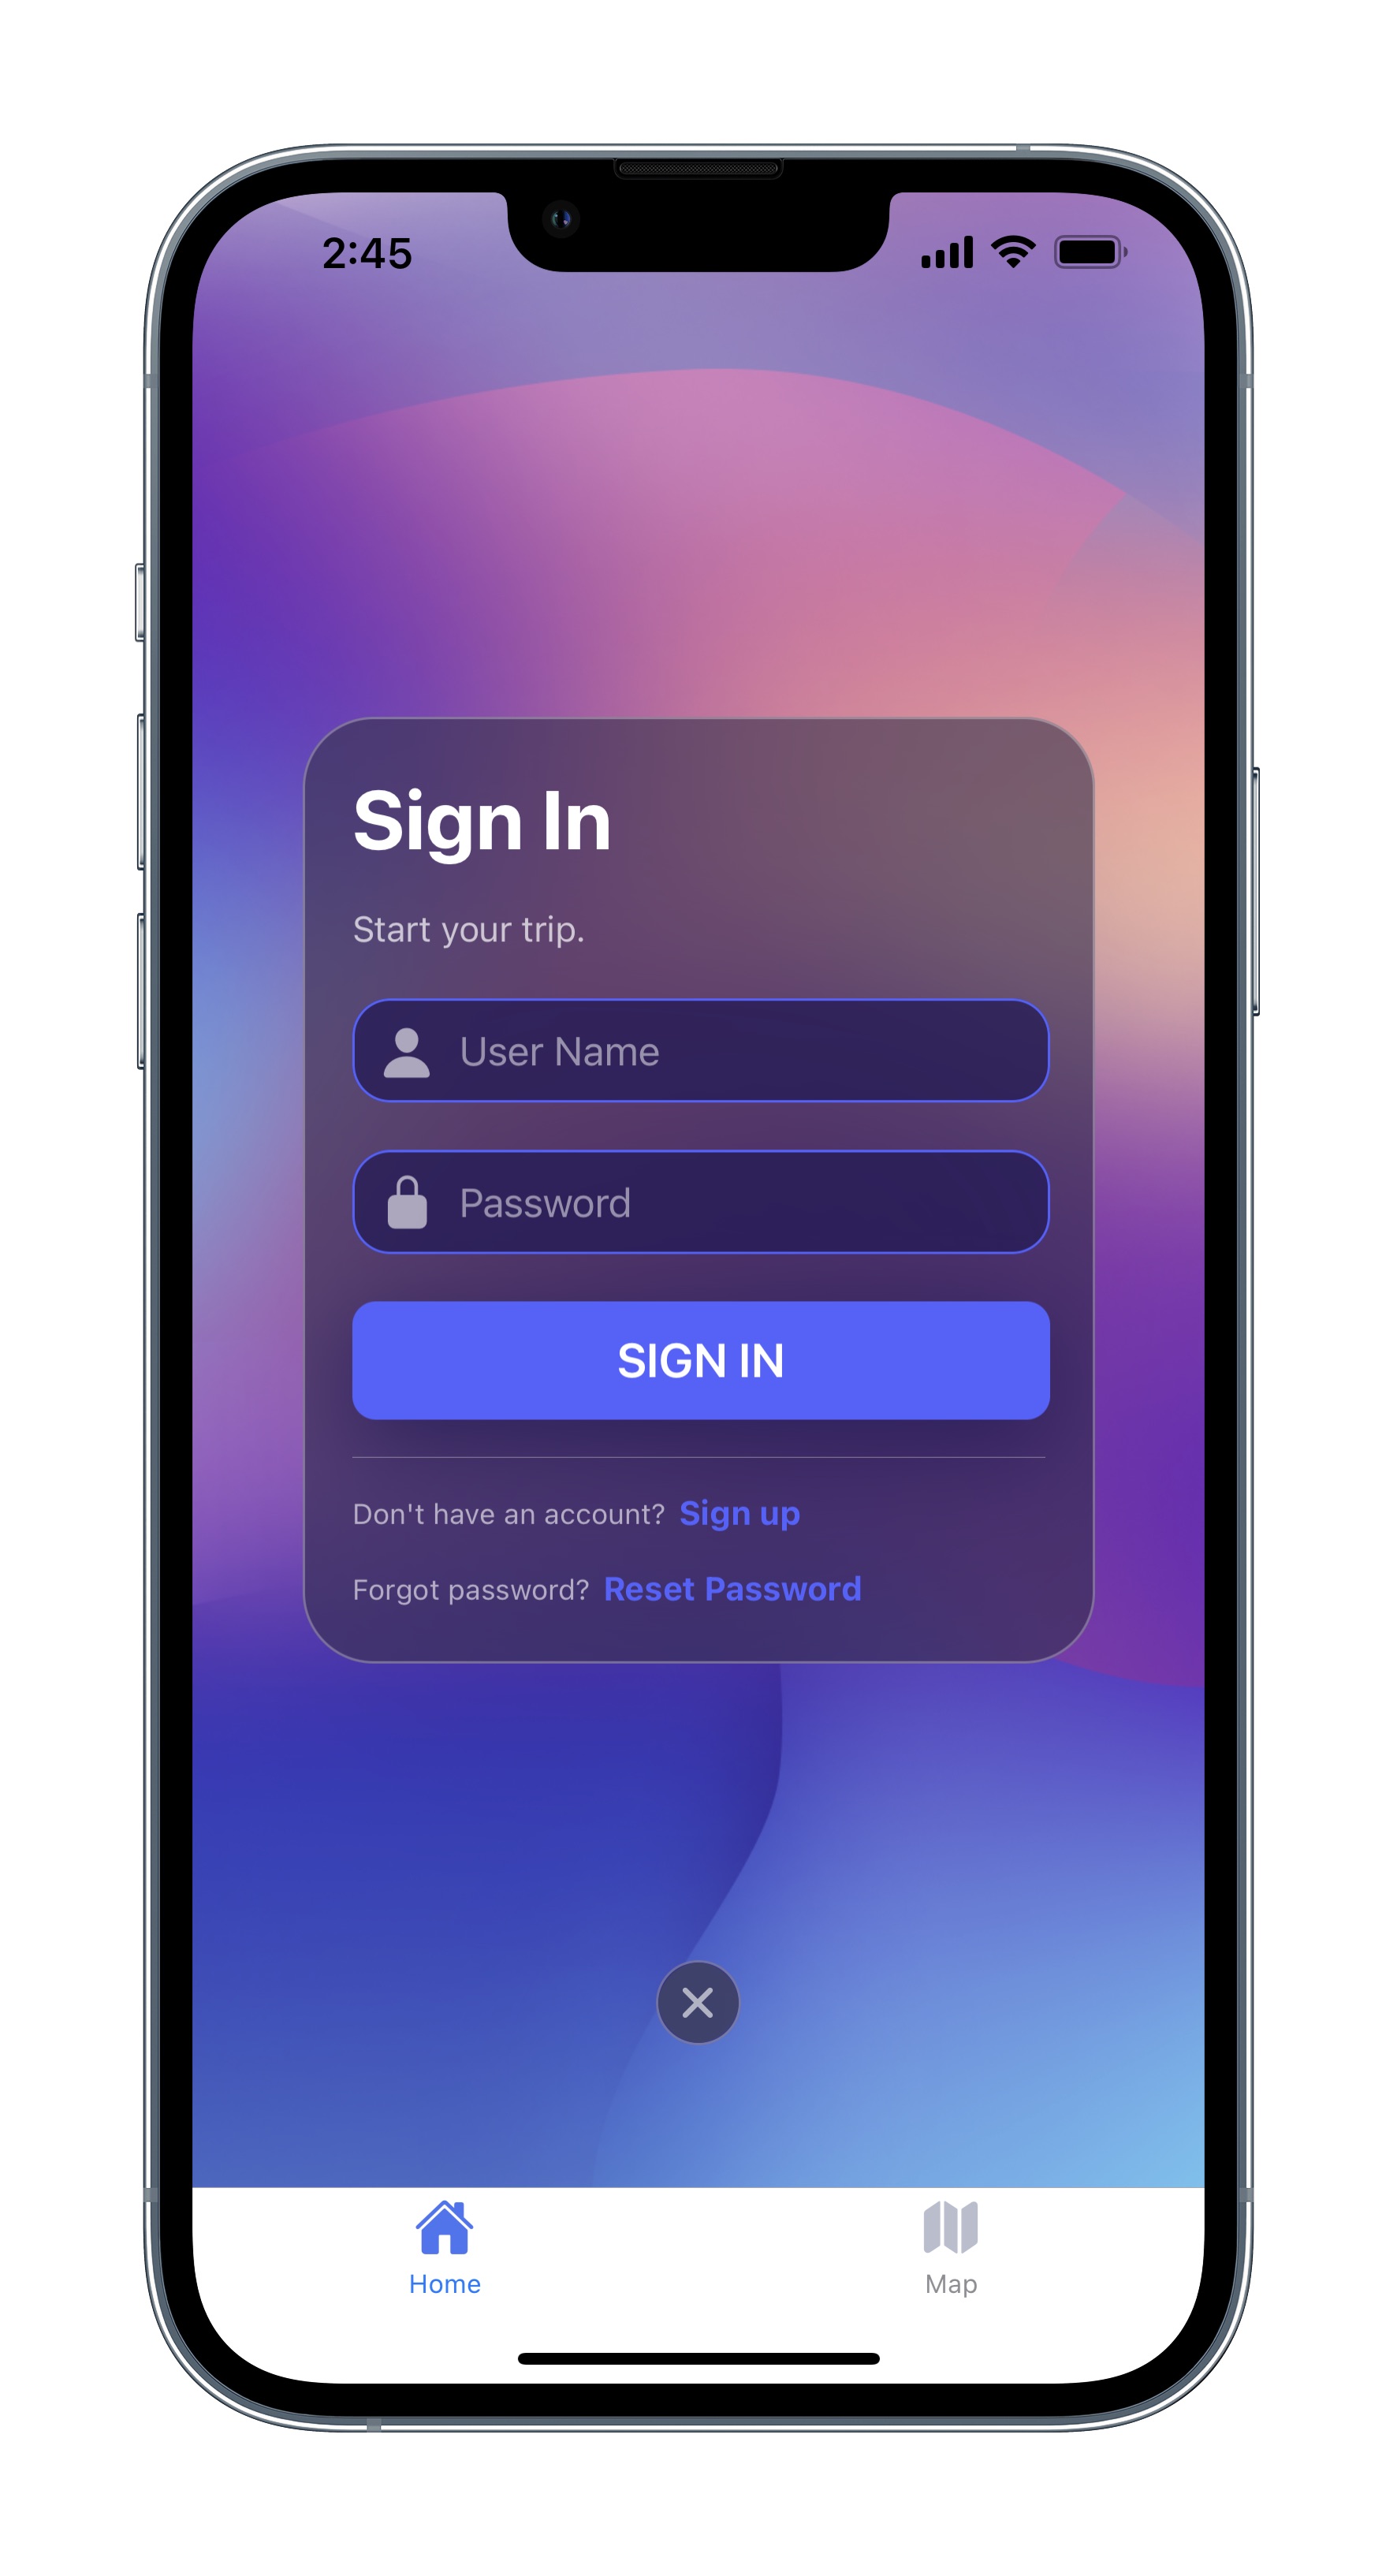 2:45
Sign In
Start your trip.
User Name
Password
SIGN IN
Don't have an account? Sign up
Forgot password? Reset Password
Home
Map